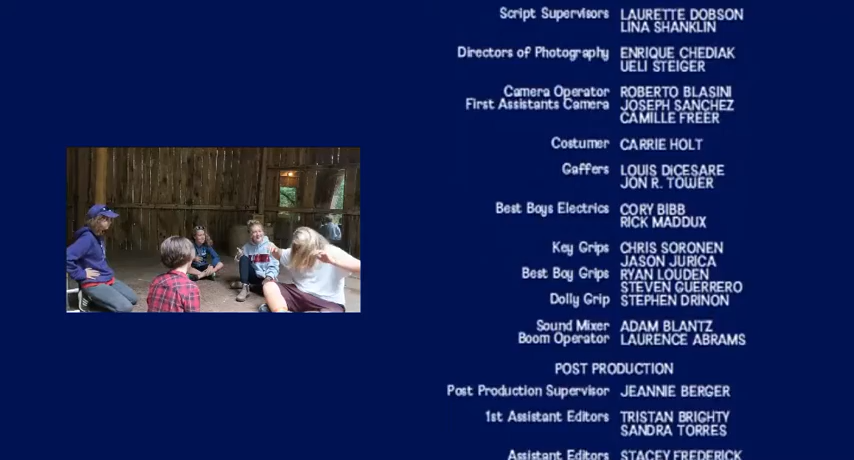 Script Supervisors LAURETTE DOBSON
LINA SHANKLIN
Directors of Photography ENRIQUE CHEDIAK
UELI STEIGER
Camera Operator ROBERTO BLASINI
First Assistants Camera JOSEPH SANCHEZ
CAMILLE FREER
Costumer CARRIE HOLT
Gaffers LOUIS DiCESARE
JON R. TOWER
Best Boys Electrics CORY BIBB
RICK MADDUX
Key Grips CHRIS SORONEN
JASON JURICA
Best Boy Grips RYAN LOUDEN
STEVEN GUERRERO
Dolly Grip STEPHEN DRINON
Sound Mixer ADAM BLANTZ
Boom Operator LAURENCE ABRAMS
POST PRODUCTION
Post Production Supervisor JEANNIE BERGER
1st Assistant Editors TRISTAN BRIGHTY
SANDRA TORRES
Assistant Editors STACEY FREDERICK